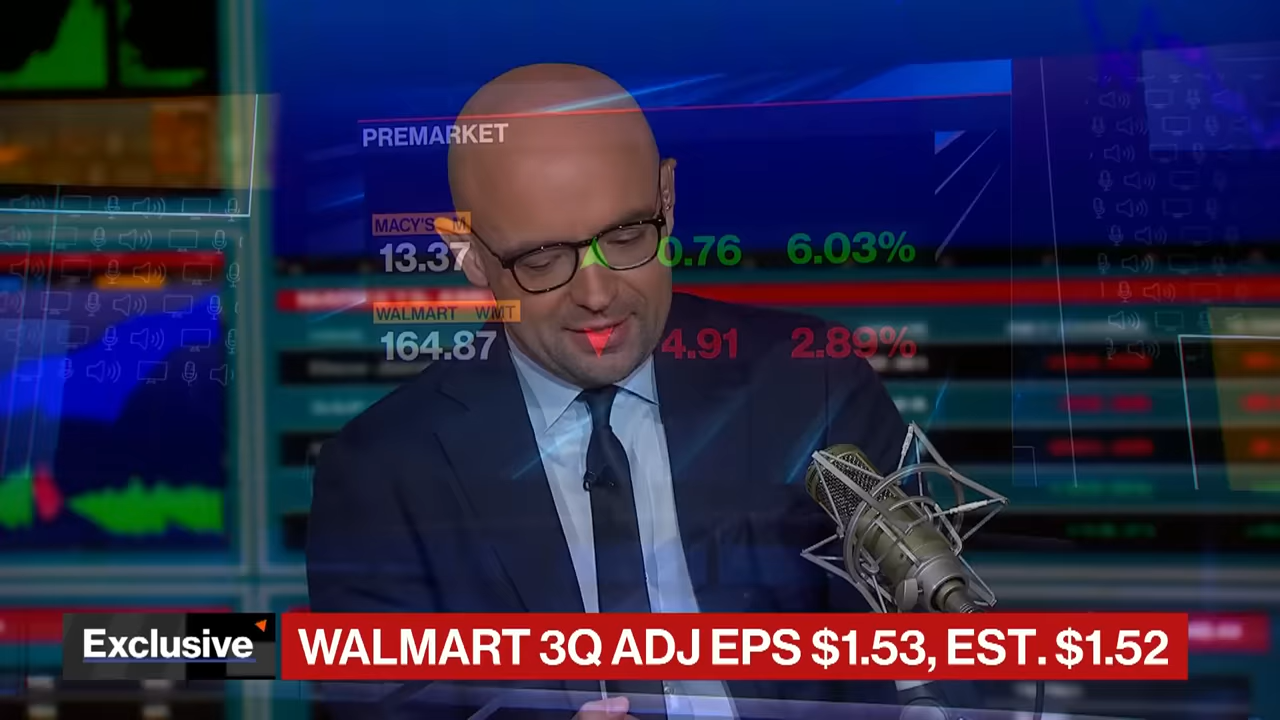 PREMARKET
MACY'S M
13.37 0.76 6.03%
WALMART WMT
164.87 4.91 2.89%
Exclusive
WALMART 3Q ADJ EPS $1.53, EST. $1.52